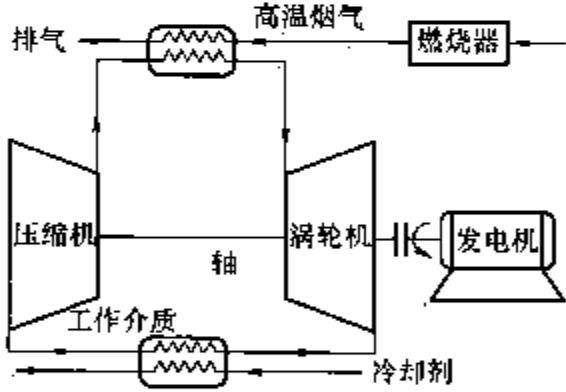 高温烟气
排气
燃烧器
压缩机
涡轮机
发电机
轴
工作介质
冷却剂